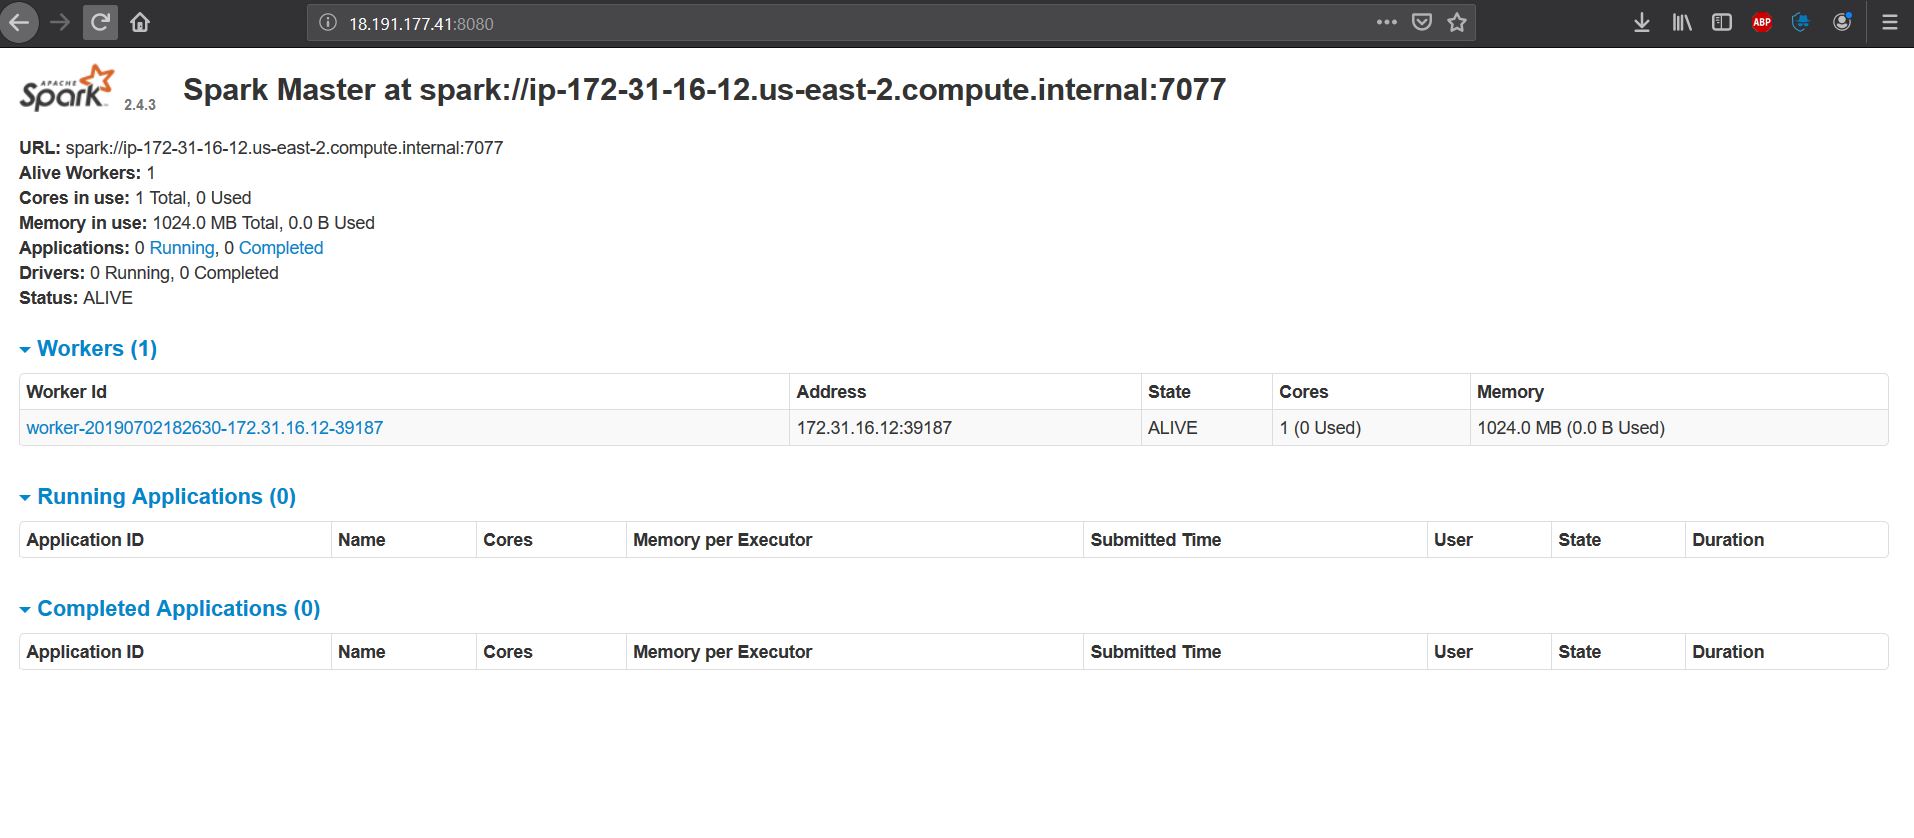 18.191.177.41:8080
ABP
APACHE
Spark 2.4.3
Spark Master at spark://ip-172-31-16-12.us-east-2.compute.internal:7077
URL: spark://ip-172-31-16-12.us-east-2.compute.internal:7077
Alive Workers: 1
Cores in use: 1 Total, 0 Used
Memory in use: 1024.0 MB Total, 0.0 B Used
Applications: 0 Running, 0 Completed
Drivers: 0 Running, 0 Completed
Status: ALIVE
Workers (1)
Worker Id Address State Cores Memory
worker-20190702182630-172.31.16.12-39187 172.31.16.12:39187 ALIVE 1 (0 Used) 1024.0 MB (0.0 B Used)
Running Applications (0)
Application ID Name Cores Memory per Executor Submitted Time User State Duration
Completed Applications (0)
Application ID Name Cores Memory per Executor Submitted Time User State Duration